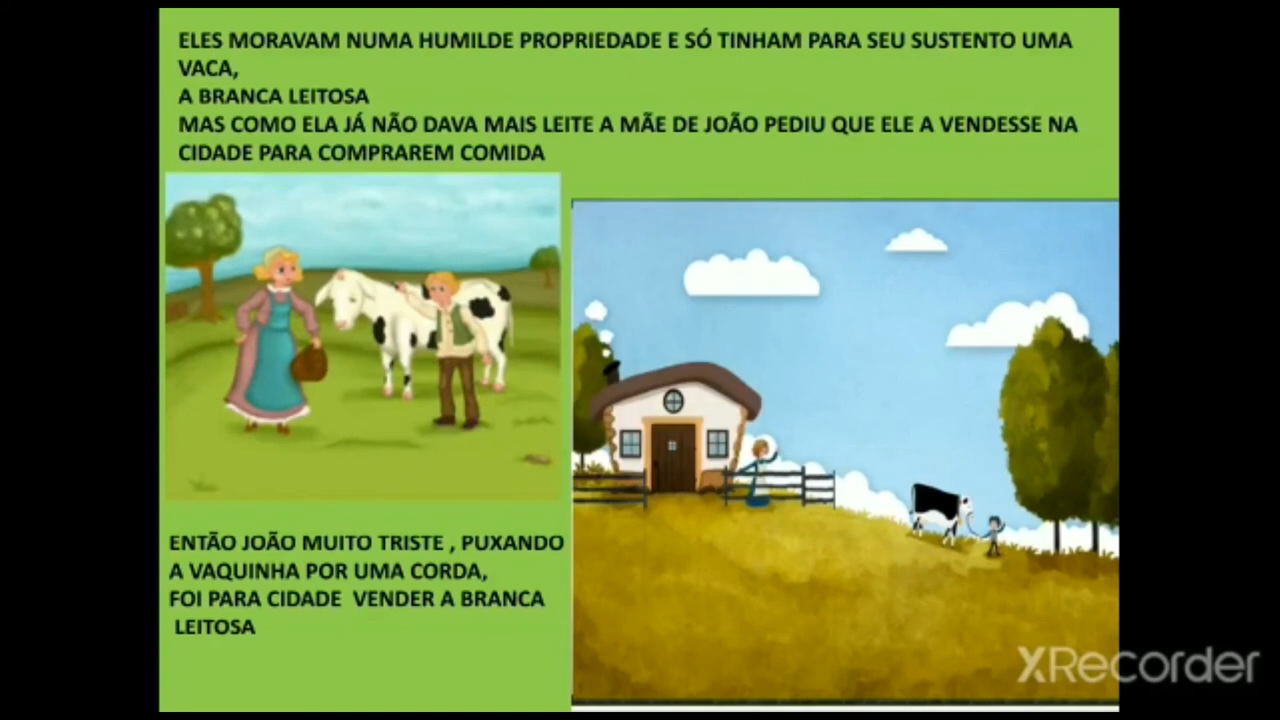 ELES MORAVAM NUMA HUMILDE PROPRIEDADE E SÓ TINHAM PARA SEU SUSTENTO UMA
VACA,
A BRANCA LEITOSA
MAS COMO ELA JÁ NÃO DAVA MAIS LEITE A MÃE DE JOÃO PEDIU QUE ELE A VENDESSE NA
CIDADE PARA COMPRAREM COMIDA
ENTÃO JOÃO MUITO TRISTE , PUXANDO
A VAQUINHA POR UMA CORDA,
FOI PARA CIDADE VENDER A BRANCA
LEITOSA
XRecorder